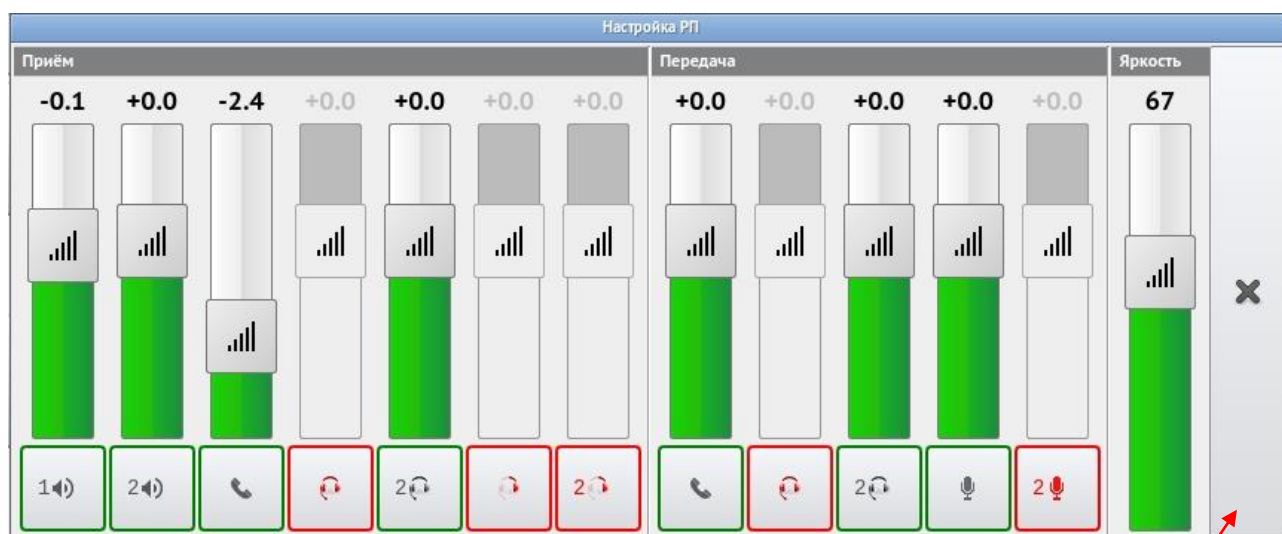 Настройка РП
Приём Передача Яркость
-0.1 +0.0 -2.4 +0.0 +0.0 +0.0 +0.0 +0.0 +0.0 +0.0 +0.0 +0.0 67
1 2 2 2 2 2